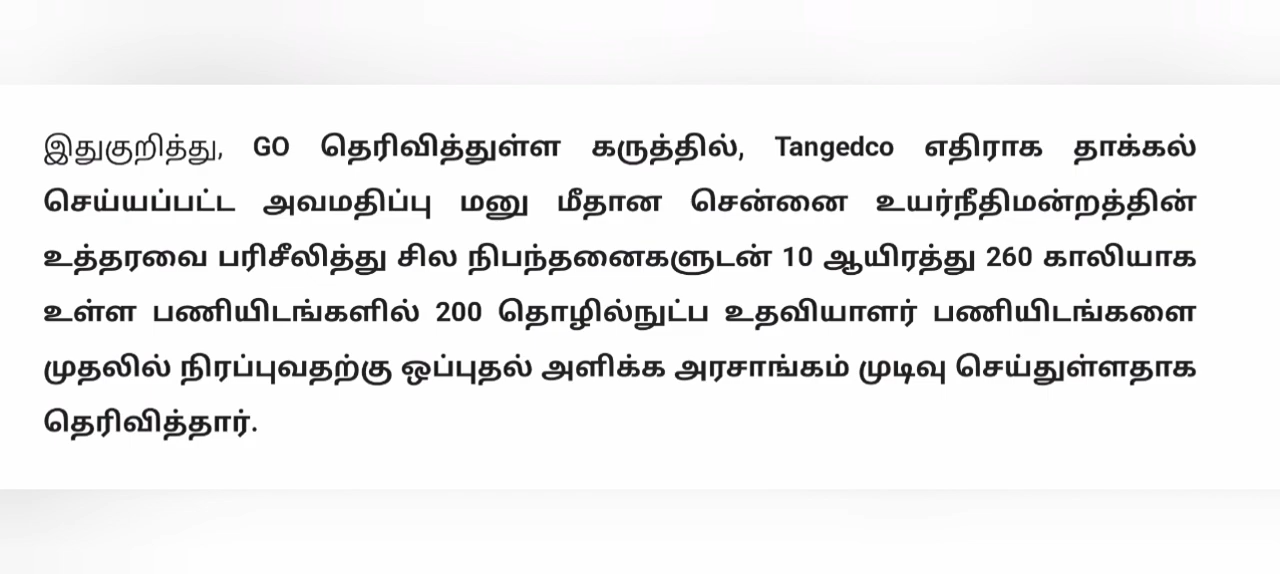 இதுகுறித்து, GO தெரிவித்துள்ள கருத்தில், Tangedco எதிராக தாக்கல்
செய்யப்பட்ட அவமதிப்பு மனு மீதான சென்னை உயர்நீதிமன்றத்தின்
உத்தரவை பரிசீலித்து சில நிபந்தனைகளுடன் 10 ஆயிரத்து 260 காலியாக
உள்ள பணியிடங்களில் 200 தொழில்நுட்ப உதவியாளர் பணியிடங்களை
முதலில் நிரப்புவதற்கு ஒப்புதல் அளிக்க அரசாங்கம் முடிவு செய்துள்ளதாக
தெரிவித்தார்.